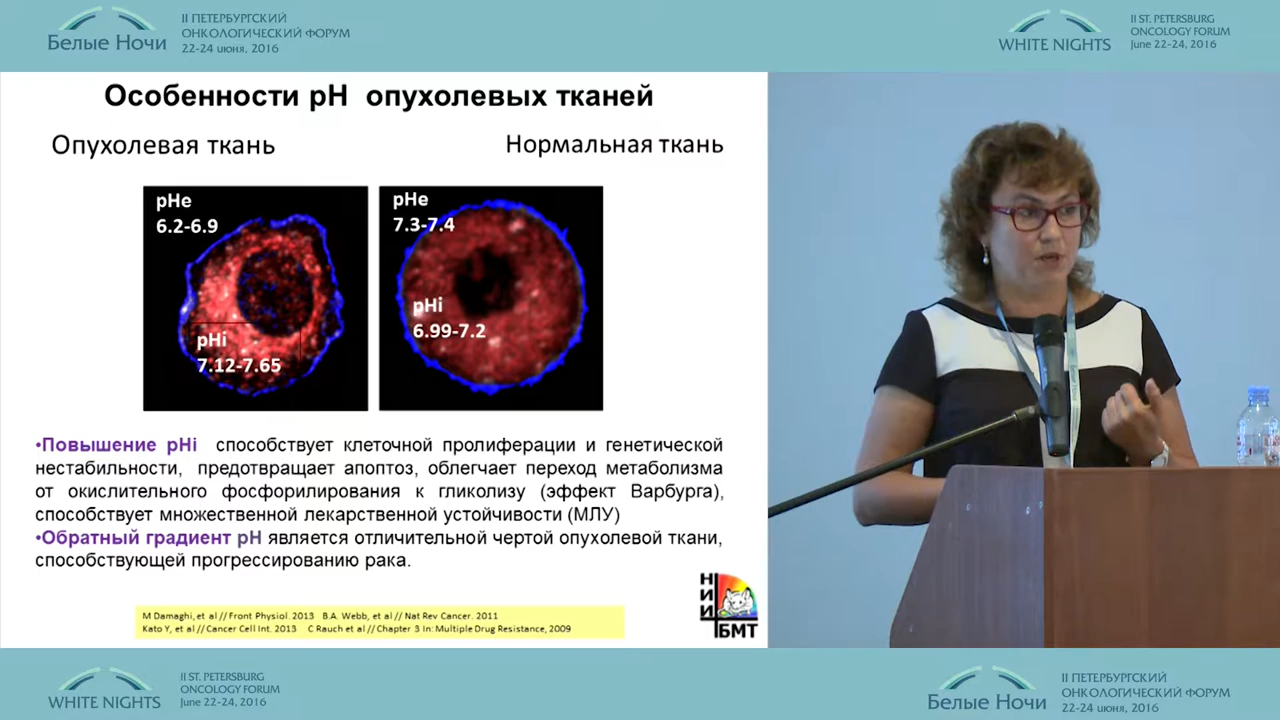 Белые Ночи
II ПЕТЕРБУРГСКИЙ
ОНКОЛОГИЧЕСКИЙ ФОРУМ
22-24 июня, 2016
WHITE NIGHTS
II ST. PETERSBURG
ONCOLOGY FORUM
June 22-24, 2016
Особенности pH опухолевых тканей
Опухолевая ткань
Нормальная ткань
pHe
6.2-6.9
pHi
7.12-7.65
pHe
7.3-7.4
pHi
6.99-7.2
•Повышение pHi способствует клеточной пролиферации и генетической
нестабильности, предотвращает апоптоз, облегчает переход метаболизма
от окислительного фосфорилирования к гликолизу (эффект Варбурга),
способствует множественной лекарственной устойчивости (МЛУ)
•Обратный градиент pH является отличительной чертой опухолевой ткани,
способствующей прогрессированию рака.
M Damaghi, et al // Front Physiol. 2013 B.A. Webb, et al // Nat Rev Cancer. 2011
Kato Y, et al // Cancer Cell Int. 2013 C Rauch et al // Chapter 3 In: Multiple Drug Resistance, 2009
НИИ
БМТ
WHITE NIGHTS
II ST. PETERSBURG
ONCOLOGY FORUM
June 22-24, 2016
Белые Ночи
II ПЕТЕРБУРГСКИЙ
ОНКОЛОГИЧЕСКИЙ ФОРУМ
22-24 июня, 2016